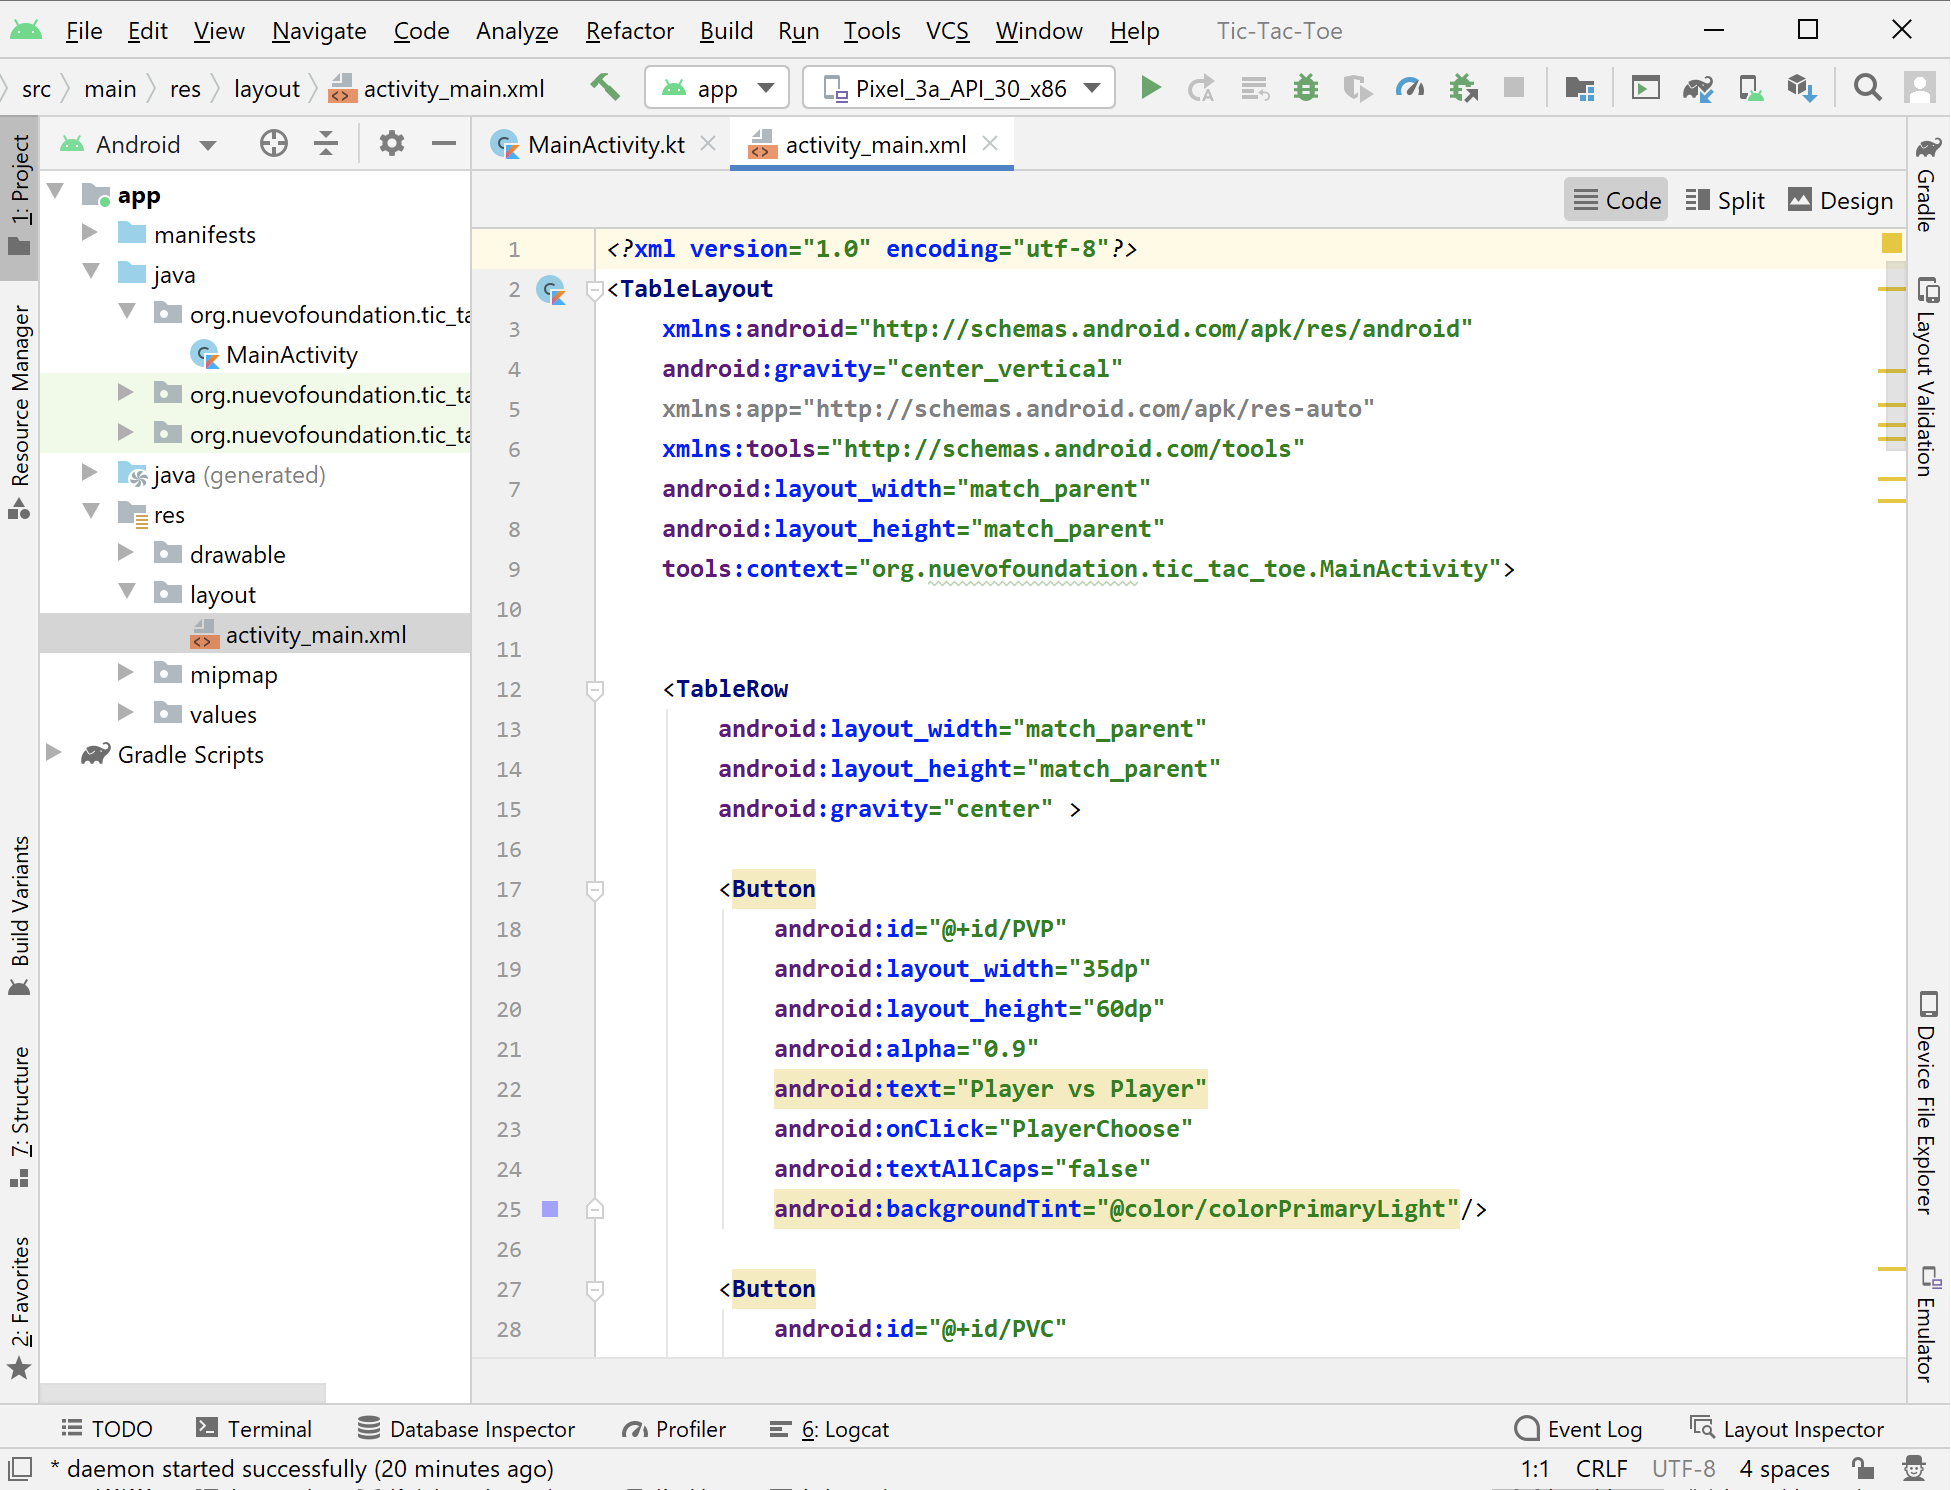 File Edit View Navigate Code Analyze Refactor Build Run Tools VCS Window Help Tic-Tac-Toe
src main res layout activity_main.xml app Pixel_3a_API_30_x86
Android
MainActivity.kt activity_main.xml
Code Split Design
1: Project
Resource Manager
Build Variants
7: Structure
2: Favorites
app
manifests
java
org.nuevofoundation.tic_ta
MainActivity
org.nuevofoundation.tic_ta
org.nuevofoundation.tic_ta
java (generated)
res
drawable
layout
activity_main.xml
mipmap
values
Gradle Scripts
1 <?xml version="1.0" encoding="utf-8"?>
2 <TableLayout
3 xmlns:android="http://schemas.android.com/apk/res/android"
4 android:gravity="center_vertical"
5 xmlns:app="http://schemas.android.com/apk/res-auto"
6 xmlns:tools="http://schemas.android.com/tools"
7 android:layout_width="match_parent"
8 android:layout_height="match_parent"
9 tools:context="org.nuevofoundation.tic_tac_toe.MainActivity">
10
11
12 <TableRow
13 android:layout_width="match_parent"
14 android:layout_height="match_parent"
15 android:gravity="center" >
16
17 <Button
18 android:id="@+id/PVP"
19 android:layout_width="35dp"
20 android:layout_height="60dp"
21 android:alpha="0.9"
22 android:text="Player vs Player"
23 android:onClick="PlayerChoose"
24 android:textAllCaps="false"
25 android:backgroundTint="@color/colorPrimaryLight"/>
26
27 <Button
28 android:id="@+id/PVC"
Gradle
Layout Validation
Device File Explorer
Emulator
TODO Terminal Database Inspector Profiler 6: Logcat Event Log Layout Inspector
* daemon started successfully (20 minutes ago) 1:1 CRLF UTF-8 4 spaces